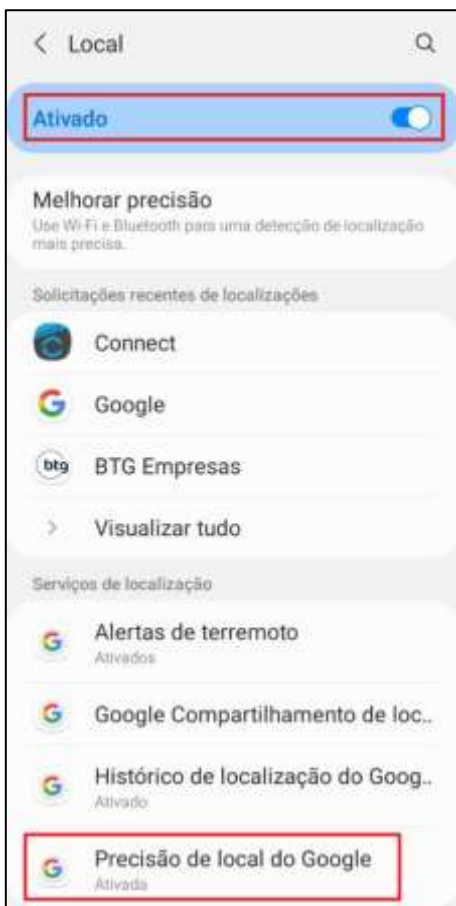 Local
Ativado
Melhorar precisão
Use Wi-Fi e Bluetooth para uma detecção de localização
mais precisa.
Solicitações recentes de localizações
Connect
Google
btg BTG Empresas
Visualizar tudo
Serviços de localização
Alertas de terremoto
Ativados
Google Compartilhamento de loc..
Histórico de localização do Goog..
Ativado
Precisão de local do Google
Ativada